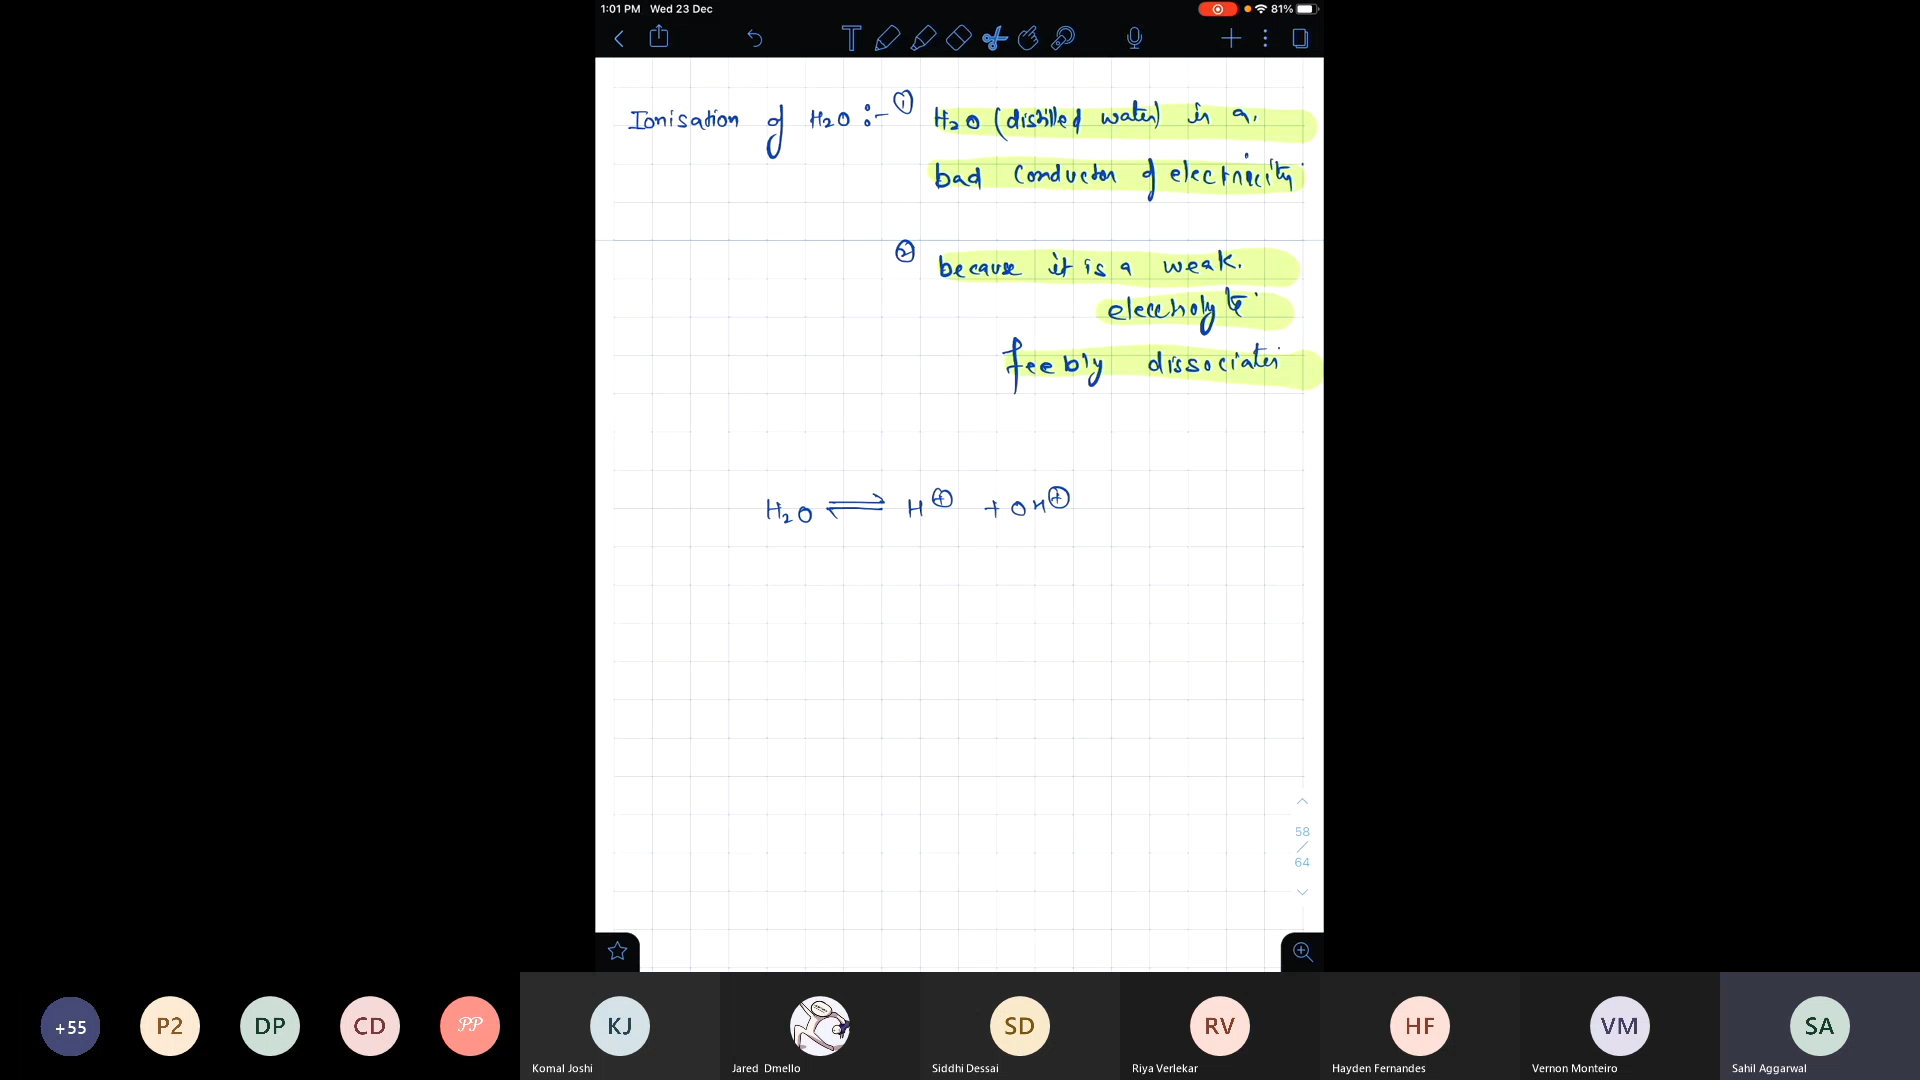 1:01 PM Wed 23 Dec
81%
T
Ionisation of H₂O :- ① H₂O (distilled water) is a.
bad conductor of electricity
② because it is a weak.
electrolyte
feebly dissociates
H₂O ⇌ H⊕ + OH⊕
58
/
64
+55
P2
DP
CD
PP
KJ
SD
RV
HF
VM
SA
Komal Joshi
Jared Dmello
Siddhi Dessai
Riya Verlekar
Hayden Fernandes
Vernon Monteiro
Sahil Aggarwal